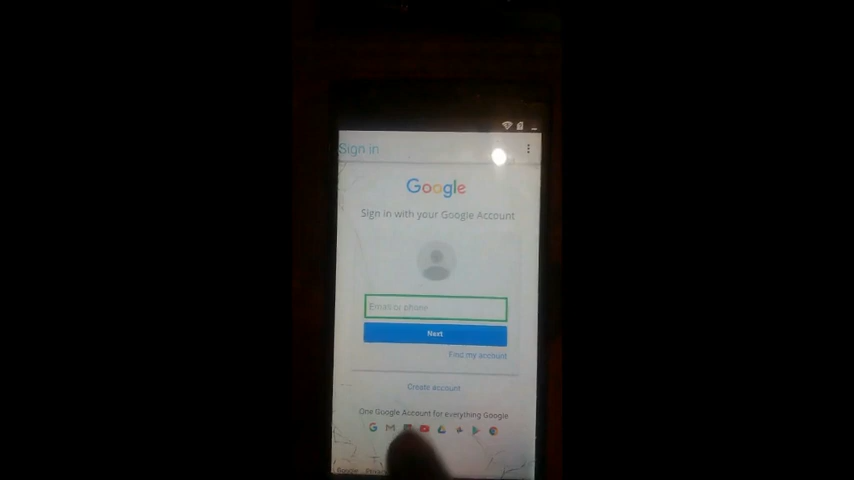 Sign in
Google
Sign in with your Google Account
Email or phone
Next
Find my account
Create account
One Google Account for everything Google
Google